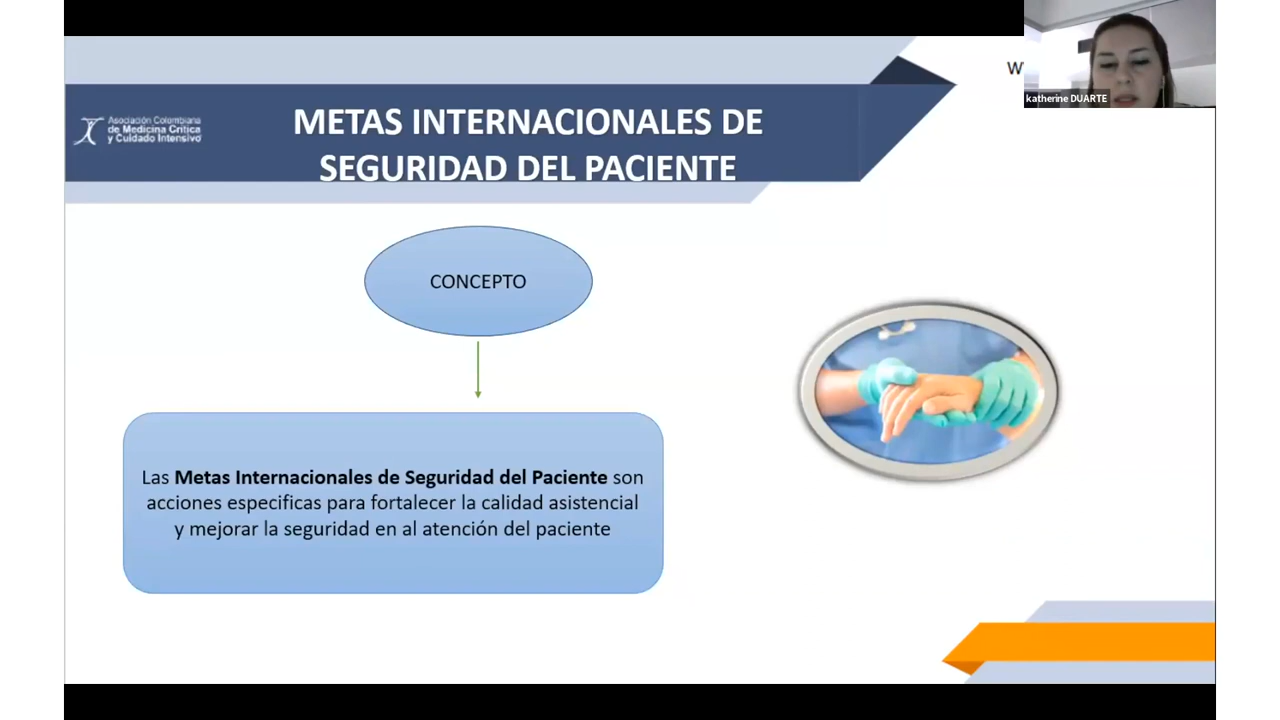 Asociación Colombiana
de Medicina Crítica
y Cuidado Intensivo
METAS INTERNACIONALES DE
SEGURIDAD DEL PACIENTE
katherine DUARTE
CONCEPTO
Las Metas Internacionales de Seguridad del Paciente son
acciones especificas para fortalecer la calidad asistencial
y mejorar la seguridad en al atención del paciente